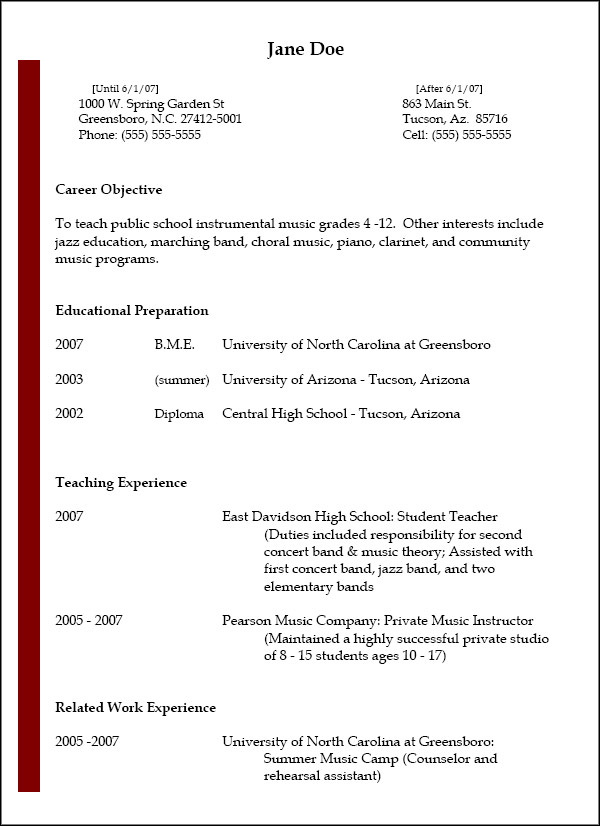 Jane Doe
[Until 6/1/07] [After 6/1/07]
1000 W. Spring Garden St 863 Main St.
Greensboro, N.C. 27412-5001 Tucson, Az. 85716
Phone: (555) 555-5555 Cell: (555) 555-5555
Career Objective
To teach public school instrumental music grades 4 -12. Other interests include
jazz education, marching band, choral music, piano, clarinet, and community
music programs.
Educational Preparation
2007 B.M.E. University of North Carolina at Greensboro
2003 (summer) University of Arizona - Tucson, Arizona
2002 Diploma Central High School - Tucson, Arizona
Teaching Experience
2007 East Davidson High School: Student Teacher
(Duties included responsibility for second
concert band & music theory; Assisted with
first concert band, jazz band, and two
elementary bands
2005 - 2007 Pearson Music Company: Private Music Instructor
(Maintained a highly successful private studio
of 8 - 15 students ages 10 - 17)
Related Work Experience
2005 -2007 University of North Carolina at Greensboro:
Summer Music Camp (Counselor and
rehearsal assistant)